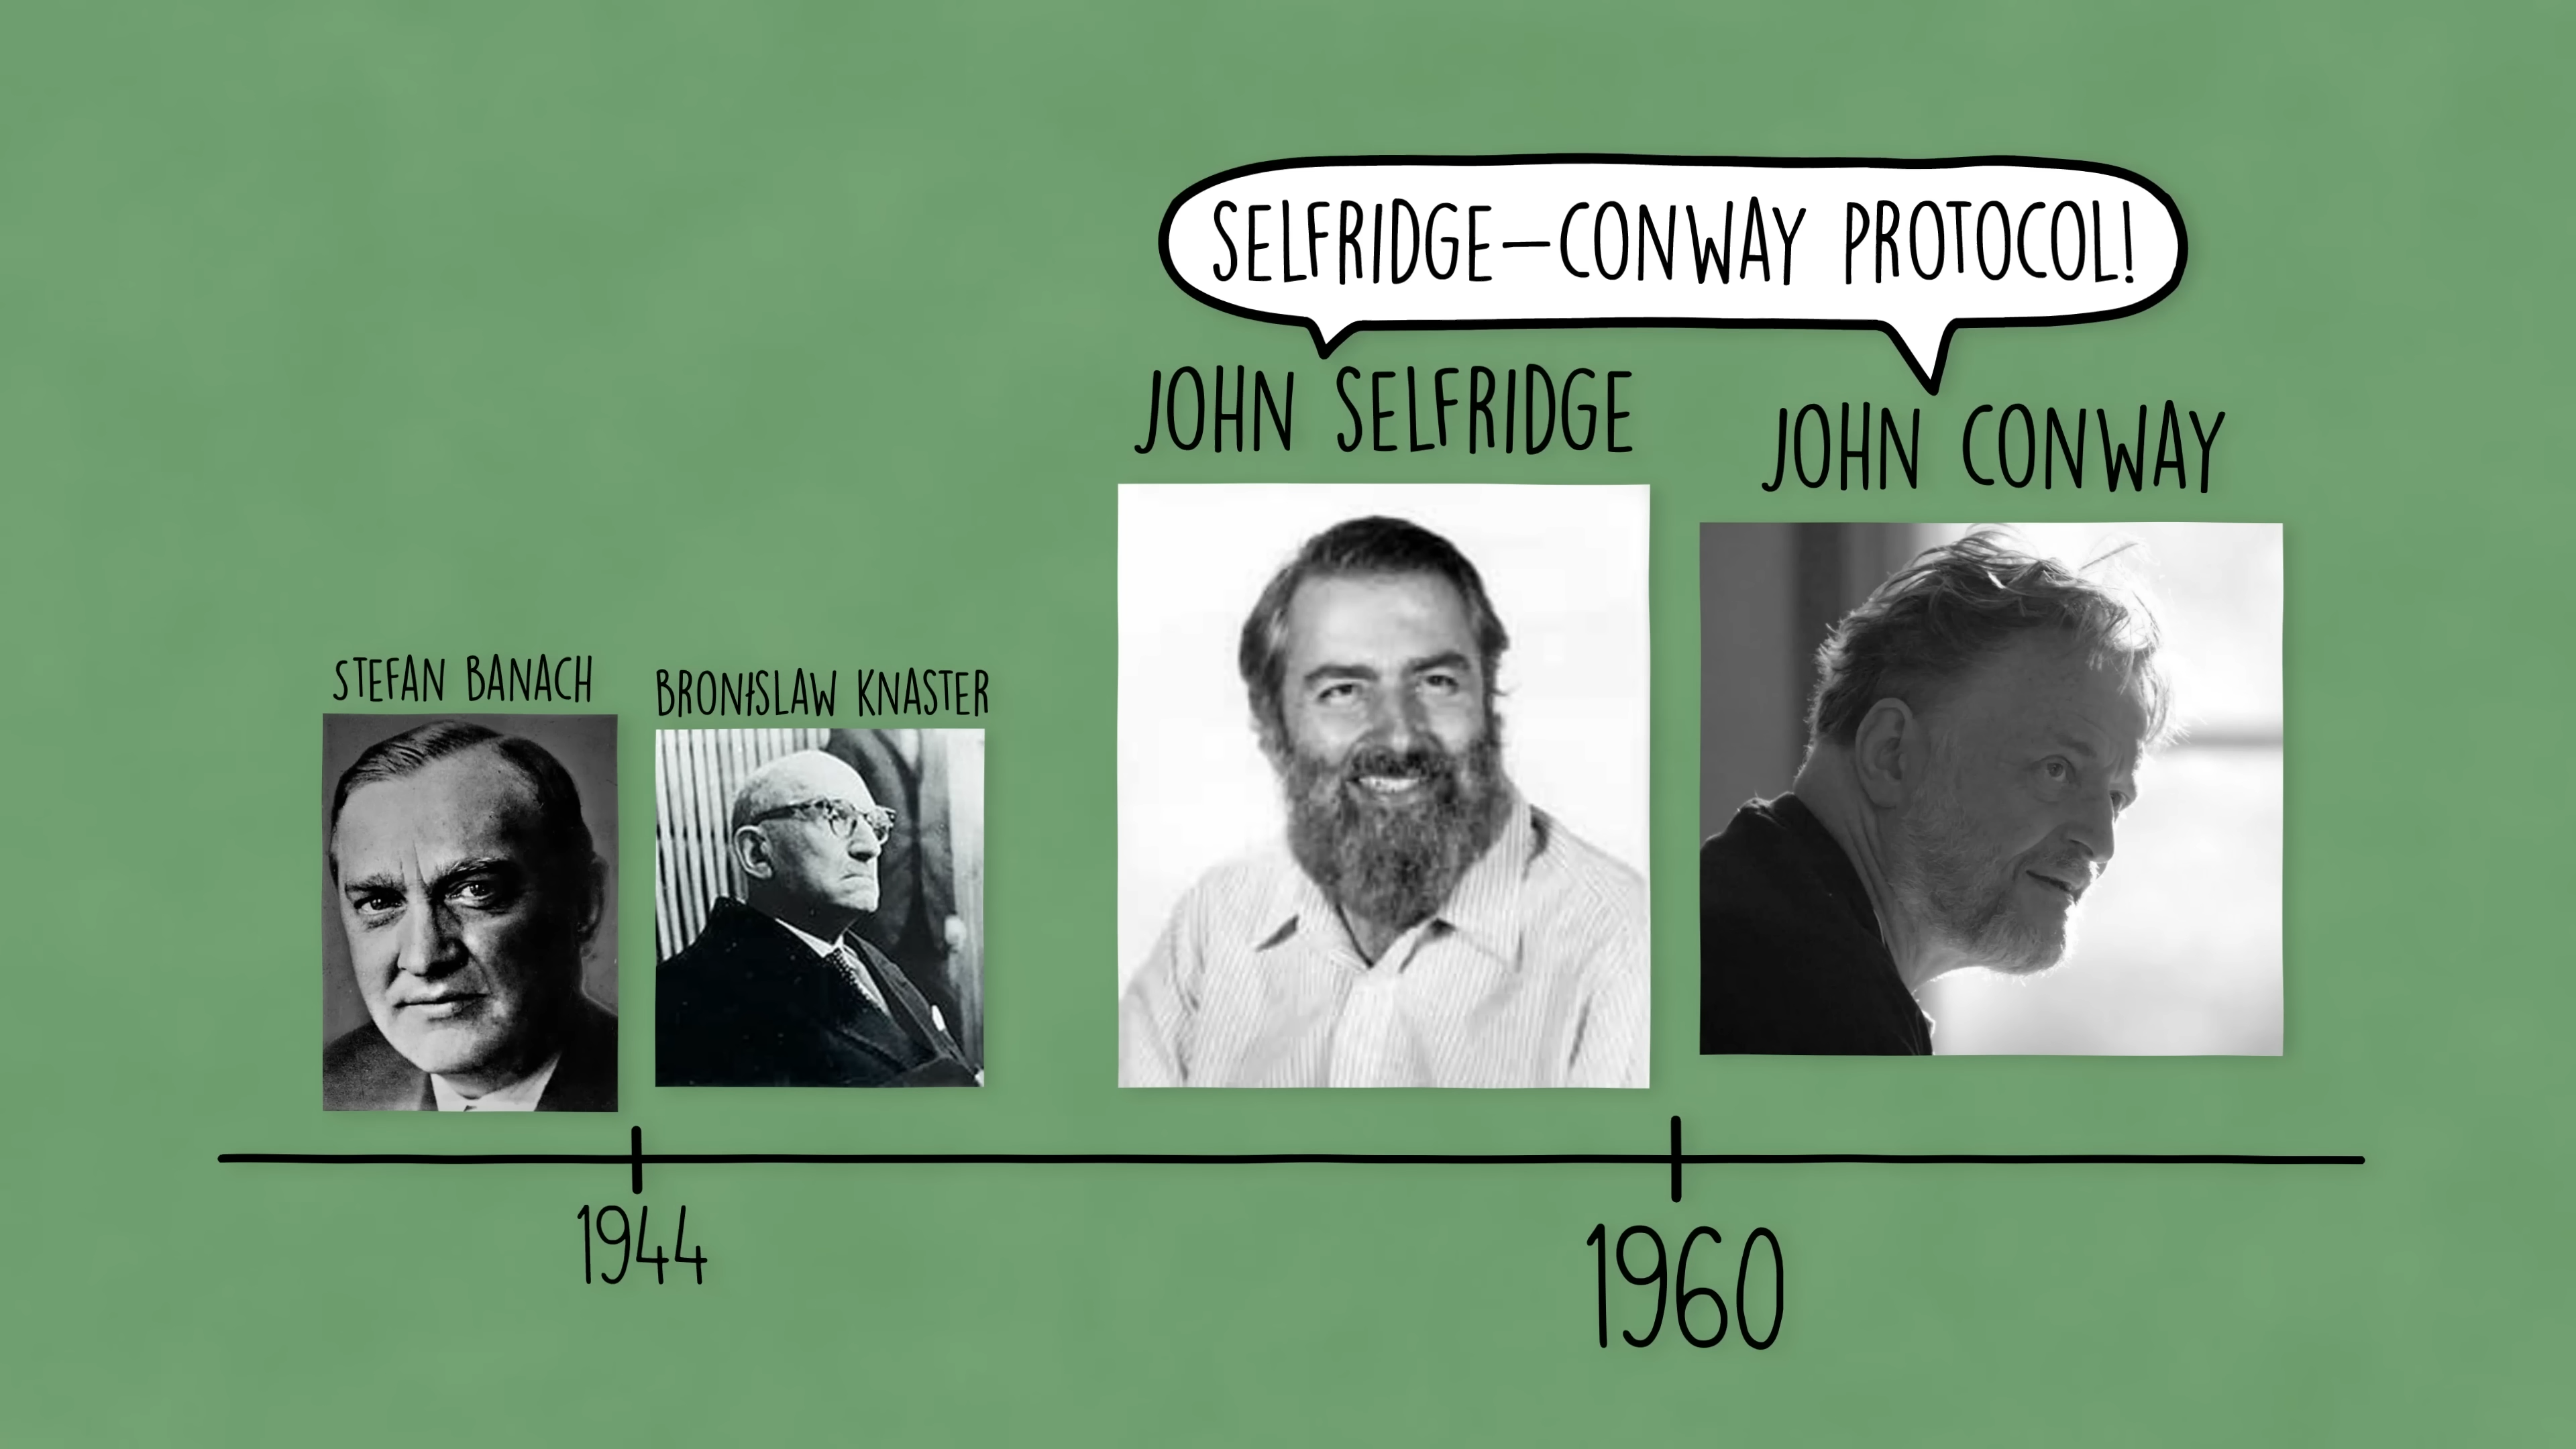 SELFRIDGE-CONWAY PROTOCOL!
JOHN SELFRIDGE
JOHN CONWAY
STEFAN BANACH
BRONISLAW KNASTER
1944
1960